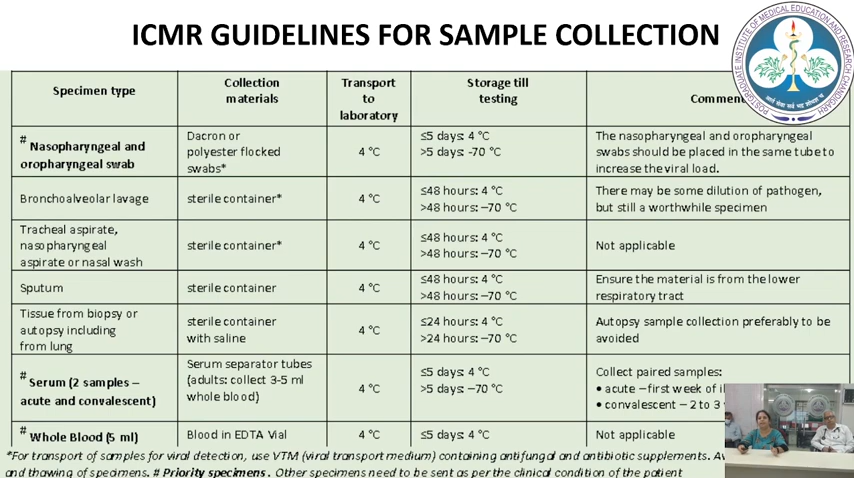 ICMR GUIDELINES FOR SAMPLE COLLECTION
POSTGRADUATE INSTITUTE OF MEDICAL EDUCATION AND RESEARCH CHANDIGARH
Specimen type
Collection
materials
Transport
to
laboratory
Storage till
testing
Commen
# Nasopharyngeal and
oropharyngeal swab
Dacron or
polyester flocked
swabs*
4 °C
≤5 days: 4 °C
>5 days: -70 °C
The nasopharyngeal and oropharyngeal
swabs should be placed in the same tube to
increase the viral load.
Bronchoalveolar lavage
sterile container*
4 °C
≤48 hours: 4 °C
>48 hours: –70 °C
There may be some dilution of pathogen,
but still a worthwhile specimen
Tracheal aspirate,
nasopharyngeal
aspirate or nasal wash
sterile container*
4 °C
≤48 hours: 4 °C
>48 hours: –70 °C
Not applicable
Sputum
sterile container
4 °C
≤48 hours: 4 °C
>48 hours: –70 °C
Ensure the material is from the lower
respiratory tract
Tissue from biopsy or
autopsy including
from lung
sterile container
with saline
4 °C
≤24 hours: 4 °C
>24 hours: –70 °C
Autopsy sample collection preferably to be
avoided
# Serum (2 samples –
acute and convalescent)
Serum separator tubes
(adults: collect 3-5 ml
whole blood)
4 °C
≤5 days: 4 °C
>5 days: –70 °C
Collect paired samples:
• acute – first week of il
• convalescent – 2 to 3
# Whole Blood (5 ml)
Blood in EDTA Vial
4 °C
≤5 days: 4 °C
Not applicable
*For transport of samples for viral detection, use VTM (viral transport medium) containing antifungal and antibiotic supplements. Av
and thawing of specimens. # Priority specimens. Other specimens need to be sent as per the clinical condition of the patient